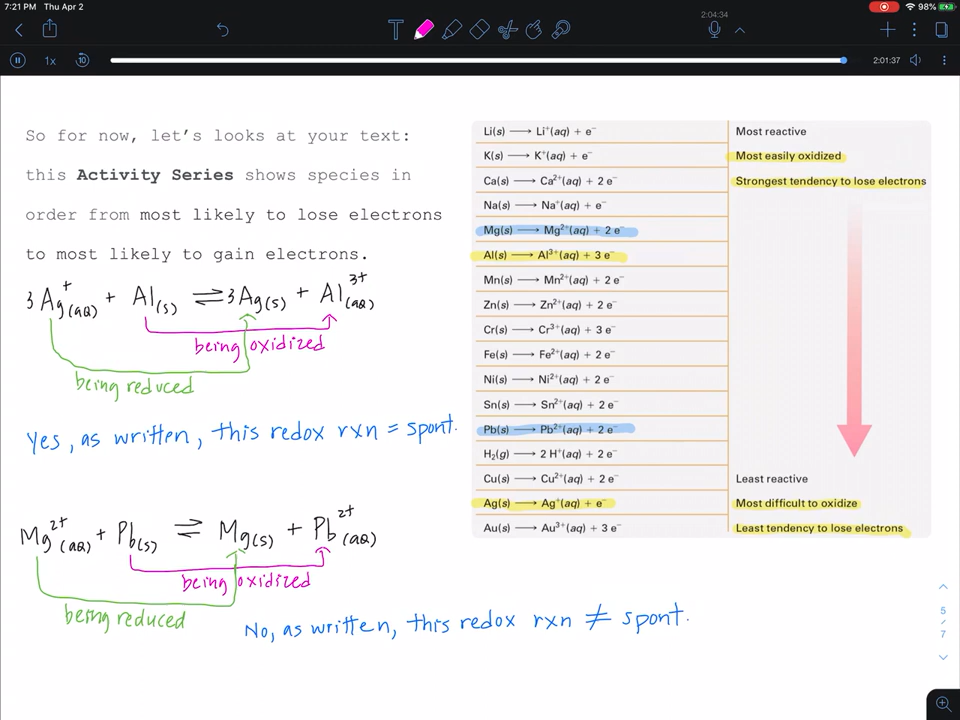 7:21 PM Thu Apr 2
2:04:34
98%
1x
10
2:01:37
So for now, let's looks at your text:
this Activity Series shows species in
order from most likely to lose electrons
to most likely to gain electrons.
3Ag⁺(aq) + Al(s) ⇌ 3Ag(s) + Al³⁺(aq)
being oxidized
being reduced
Yes, as written, this redox rxn = spont.
Mg²⁺(aq) + Pb(s) ⇌ Mg(s) + Pb²⁺(aq)
being oxidized
being reduced
No, as written, this redox rxn ≠ spont.
Li(s) ⟶ Li⁺(aq) + e⁻ Most reactive
K(s) ⟶ K⁺(aq) + e⁻ Most easily oxidized
Ca(s) ⟶ Ca²⁺(aq) + 2 e⁻ Strongest tendency to lose electrons
Na(s) ⟶ Na⁺(aq) + e⁻
Mg(s) ⟶ Mg²⁺(aq) + 2 e⁻
Al(s) ⟶ Al³⁺(aq) + 3 e⁻
Mn(s) ⟶ Mn²⁺(aq) + 2 e⁻
Zn(s) ⟶ Zn²⁺(aq) + 2 e⁻
Cr(s) ⟶ Cr³⁺(aq) + 3 e⁻
Fe(s) ⟶ Fe²⁺(aq) + 2 e⁻
Ni(s) ⟶ Ni²⁺(aq) + 2 e⁻
Sn(s) ⟶ Sn²⁺(aq) + 2 e⁻
Pb(s) ⟶ Pb²⁺(aq) + 2 e⁻
H₂(g) ⟶ 2 H⁺(aq) + 2 e⁻
Cu(s) ⟶ Cu²⁺(aq) + 2 e⁻ Least reactive
Ag(s) ⟶ Ag⁺(aq) + e⁻ Most difficult to oxidize
Au(s) ⟶ Au³⁺(aq) + 3 e⁻ Least tendency to lose electrons
5
/
7